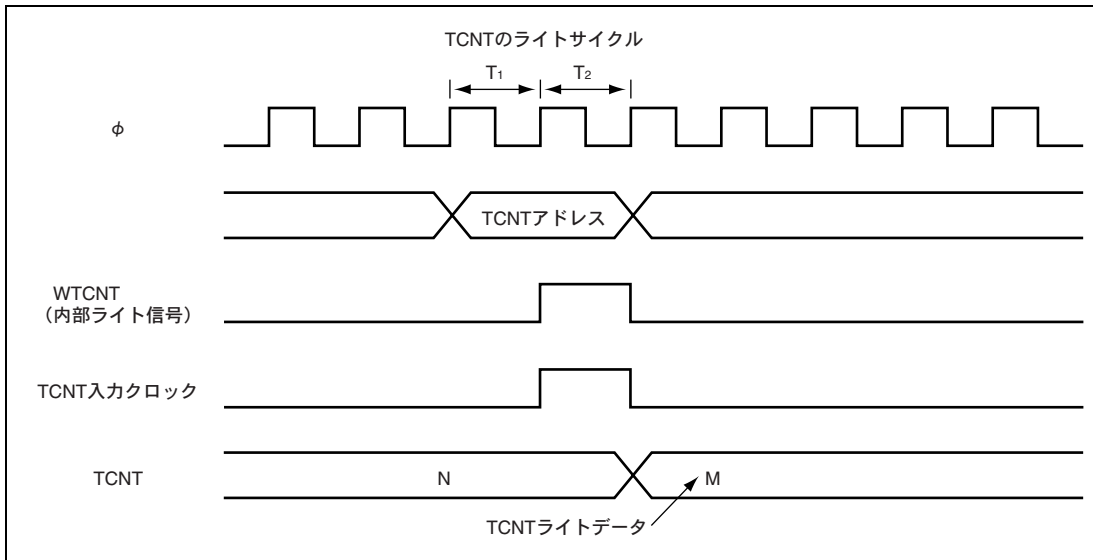 TCNTのライトサイクル
T1
T2
φ
TCNTアドレス
WTCNT
（内部ライト信号）
TCNT入力クロック
TCNT
N
M
TCNTライトデータ